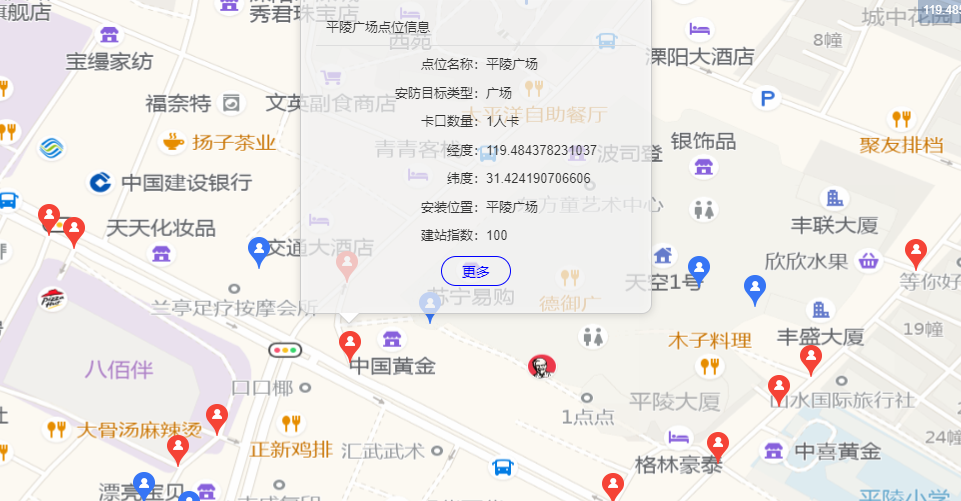 旗舰店
秀君珠宝店
119.485
城中花园
8幢
宝缦家纺
平陵广场点位信息
西苑
溧阳大酒店
点位名称: 平陵广场
安防目标类型: 广场
卡口数量: 1人卡
经度: 119.484378231037
纬度: 31.424190706606
安装位置: 平陵广场
建站指数: 100
更多
福奈特
文英副食商店
太平洋自助餐厅
P
扬子茶业
青青客栈
波司登
银饰品
聚友排档
中国建设银行
东方童艺术中心
天天化妆品
丰联大厦
交通大酒店
天空1号
欣欣水果
等你好
兰亭足疗按摩会所
苏宁易购
德御广
Pizza Hut
19幢
八佰伴
中国黄金
木子料理
丰盛大厦
口口椰
1点点
平陵大厦
山水国际旅行社
大骨汤麻辣烫
正新鸡排
汇武武术
格林豪泰
中喜黄金
24幢
漂亮宝贝
平陵小学